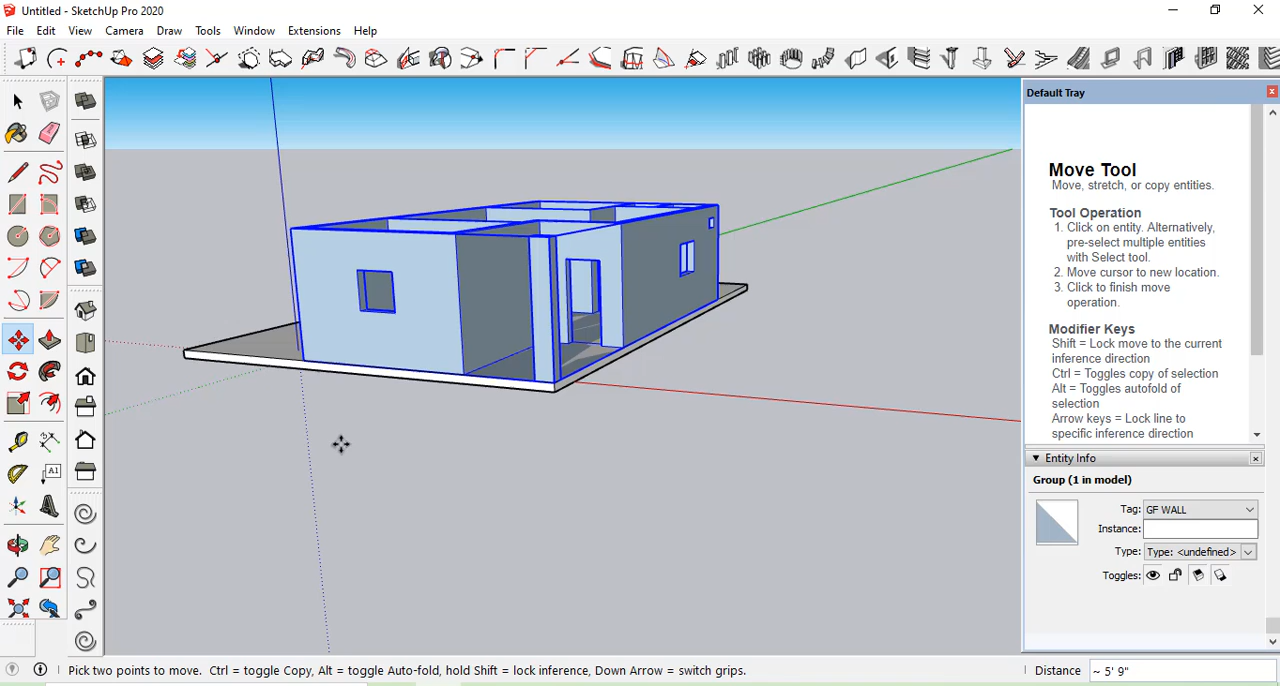 Untitled - SketchUp Pro 2020
File Edit View Camera Draw Tools Window Extensions Help
Default Tray
Move Tool
Move, stretch, or copy entities.
Tool Operation
1. Click on entity. Alternatively,
pre-select multiple entities
with Select tool.
2. Move cursor to new location.
3. Click to finish move
operation.
Modifier Keys
Shift = Lock move to the current
inference direction
Ctrl = Toggles copy of selection
Alt = Toggles autofold of
selection
Arrow keys = Lock line to
specific inference direction
Entity Info
Group (1 in model)
Tag: GF WALL
Instance:
Type: Type: <undefined>
Toggles:
A1
Pick two points to move. Ctrl = toggle Copy, Alt = toggle Auto-fold, hold Shift = lock inference, Down Arrow = switch grips.
Distance ~ 5' 9"